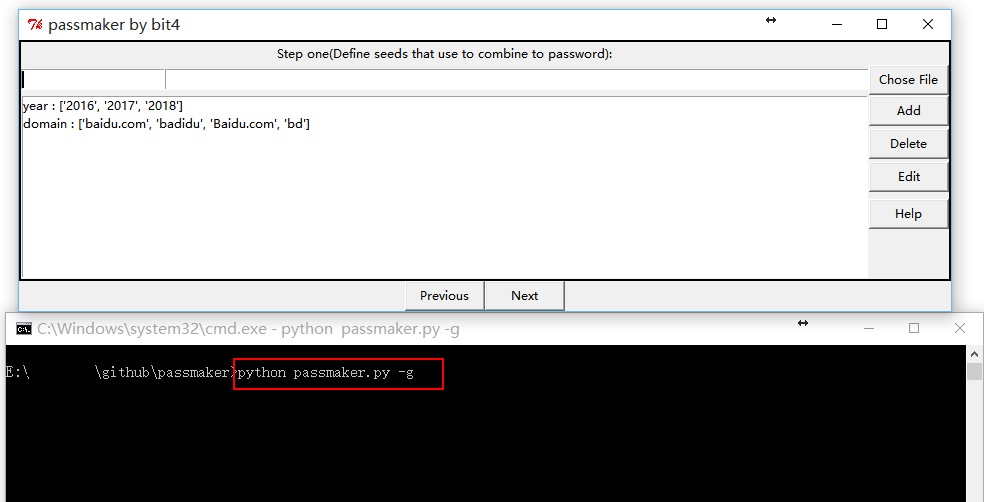 passmaker by bit4
Step one(Define seeds that use to combine to password):
Chose File
year : ['2016', '2017', '2018']
domain : ['baidu.com', 'badidu', 'Baidu.com', 'bd']
Add
Delete
Edit
Help
Previous Next
C:\Windows\system32\cmd.exe - python  passmaker.py -g
E:\ \github\passmaker>python passmaker.py -g